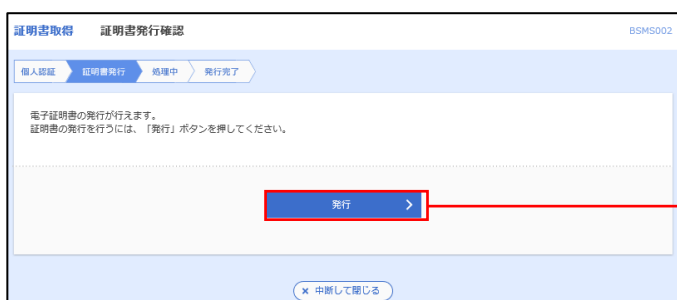 証明書取得 証明書発行確認 BSMS002
個人認証 証明書発行 処理中 発行完了
電子証明書の発行が行えます。
証明書の発行を行うには、「発行」ボタンを押してください。
発行
× 中断して閉じる